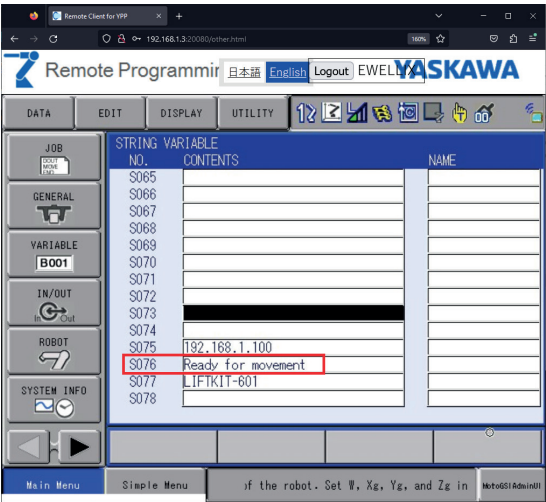 Remote Client for YPP
192.168.1.3:20080/other.html
160%
Remote Programmin
日本語 English Logout EWELLIX
YASKAWA
DATA EDIT DISPLAY UTILITY
JOB
DOUT
MOVE
END
GENERAL
VARIABLE
B001
IN/OUT
In Out
ROBOT
SYSTEM INFO
STRING VARIABLE
NO. CONTENTS NAME
S065
S066
S067
S068
S069
S070
S071
S072
S073
S074
S075 192.168.1.100
S076 Ready for movement
S077 LIFTKIT-601
S078
Main Menu Simple Menu of the robot. Set W, Xg, Yg, and Zg in MotoGSIAdminUI